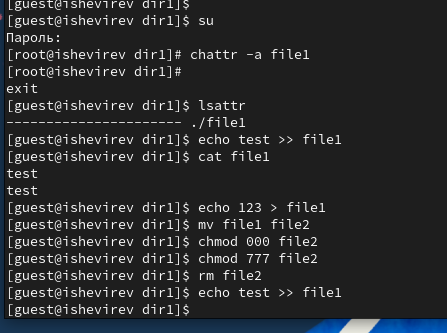 [guest@ishevirev dir1]$
[guest@ishevirev dir1]$ su
Пароль:
[root@ishevirev dir1]# chattr -a file1
[root@ishevirev dir1]#
exit
[guest@ishevirev dir1]$ lsattr
---------------------- ./file1
[guest@ishevirev dir1]$ echo test >> file1
[guest@ishevirev dir1]$ cat file1
test
test
[guest@ishevirev dir1]$ echo 123 > file1
[guest@ishevirev dir1]$ mv file1 file2
[guest@ishevirev dir1]$ chmod 000 file2
[guest@ishevirev dir1]$ chmod 777 file2
[guest@ishevirev dir1]$ rm file2
[guest@ishevirev dir1]$ echo test >> file1
[guest@ishevirev dir1]$